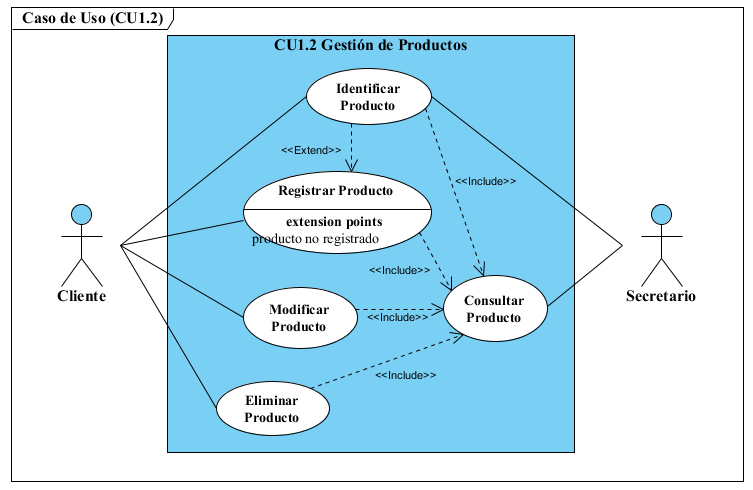 Caso de Uso (CU1.2)
CU1.2 Gestión de Productos
Identificar
Producto
<<Extend>>
<<Include>>
Registrar Producto
extension points
producto no registrado
<<Include>>
Cliente
Secretario
Consultar
Producto
Modificar
Producto
<<Include>>
<<Include>>
Eliminar
Producto